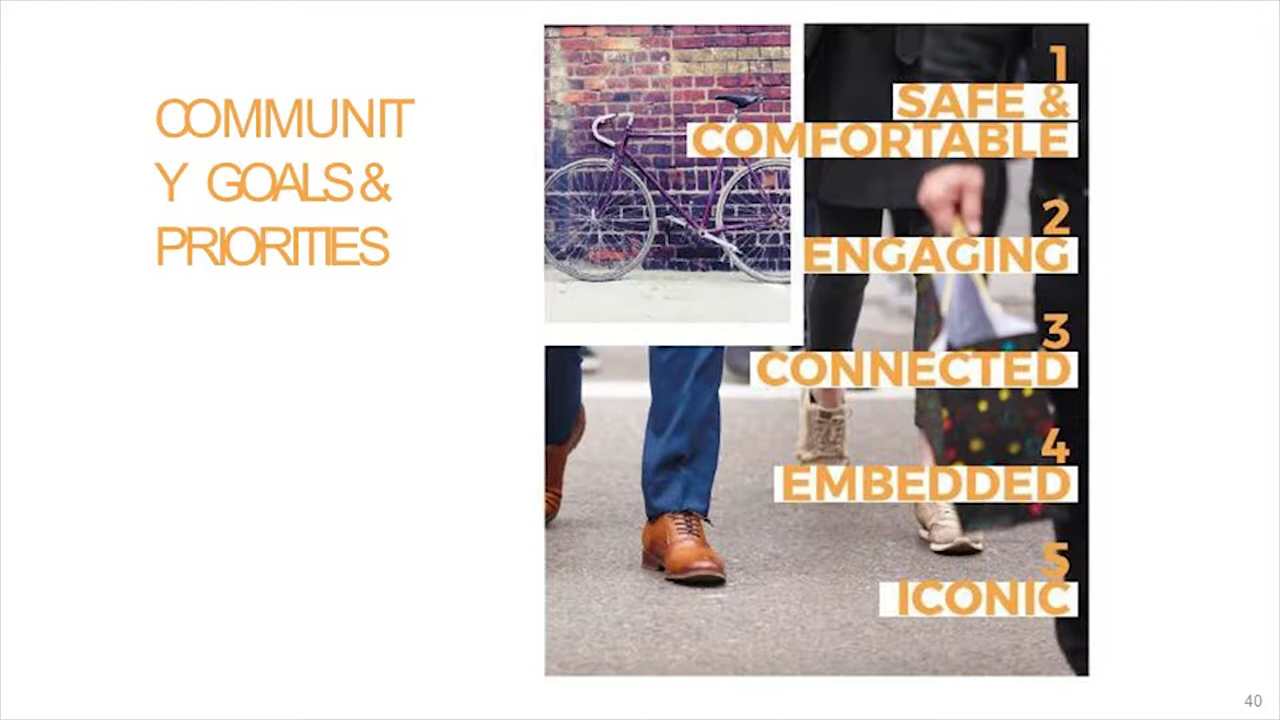 COMMUNIT
Y GOALS &
PRIORITIES
1
SAFE &
COMFORTABLE
2
ENGAGING
3
CONNECTED
4
EMBEDDED
5
ICONIC
40